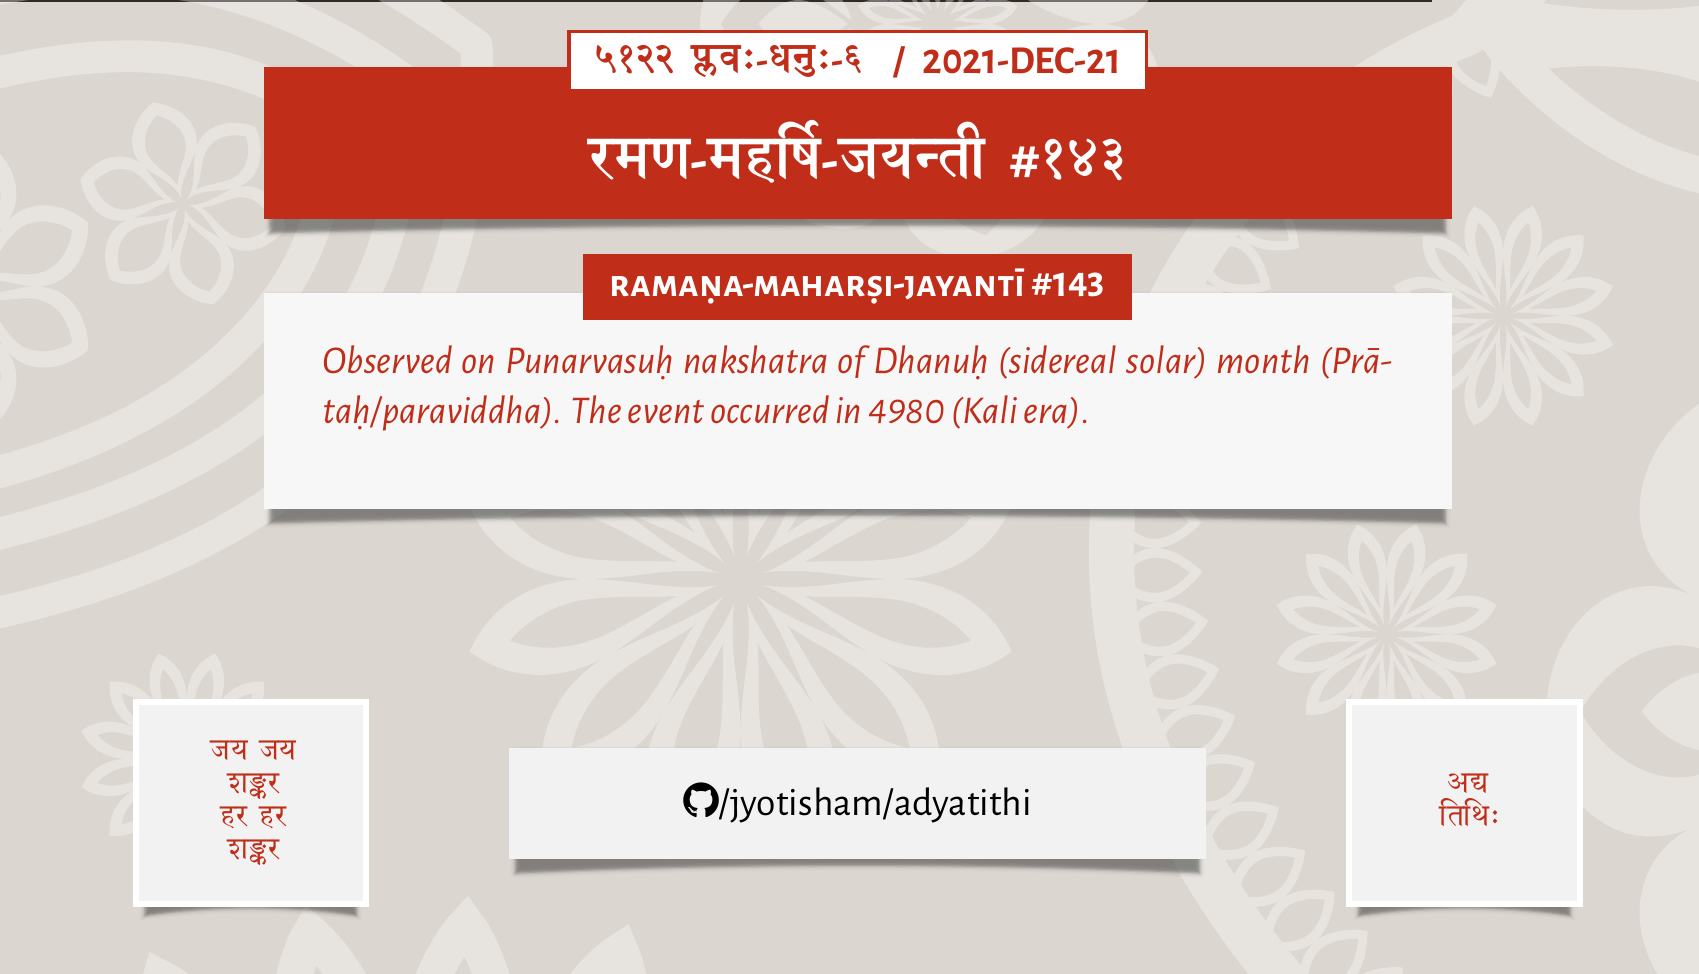 ५१२२ प्लवः-धनुः-६ / 2021-DEC-21
रमण-महर्षि-जयन्ती #१४३
RAMAṆA-MAHARṢI-JAYANTĪ #143
Observed on Punarvasuḥ nakshatra of Dhanuḥ (sidereal solar) month (Prā-
taḥ/paraviddha). The event occurred in 4980 (Kali era).
जय जय
शङ्कर
हर हर
शङ्कर
/jyotisham/adyatithi
अद्य
तिथिः